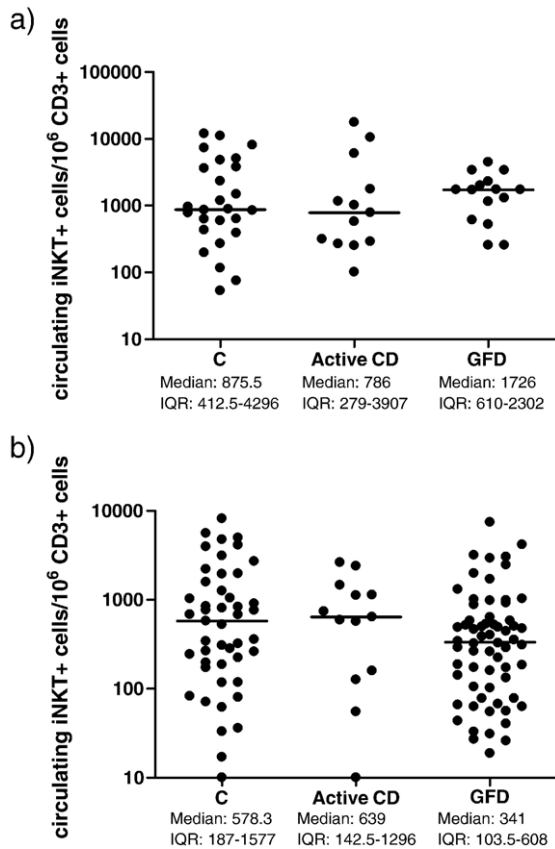 a)
circulating iNKT+ cells/10⁶ CD3+ cells
100000
10000
1000
100
10
C
Active CD
GFD
Median: 875.5
Median: 786
Median: 1726
IQR: 412.5-4296
IQR: 279-3907
IQR: 610-2302
b)
circulating iNKT+ cells/10⁶ CD3+ cells
10000
1000
100
10
C
Active CD
GFD
Median: 578.3
Median: 639
Median: 341
IQR: 187-1577
IQR: 142.5-1296
IQR: 103.5-608